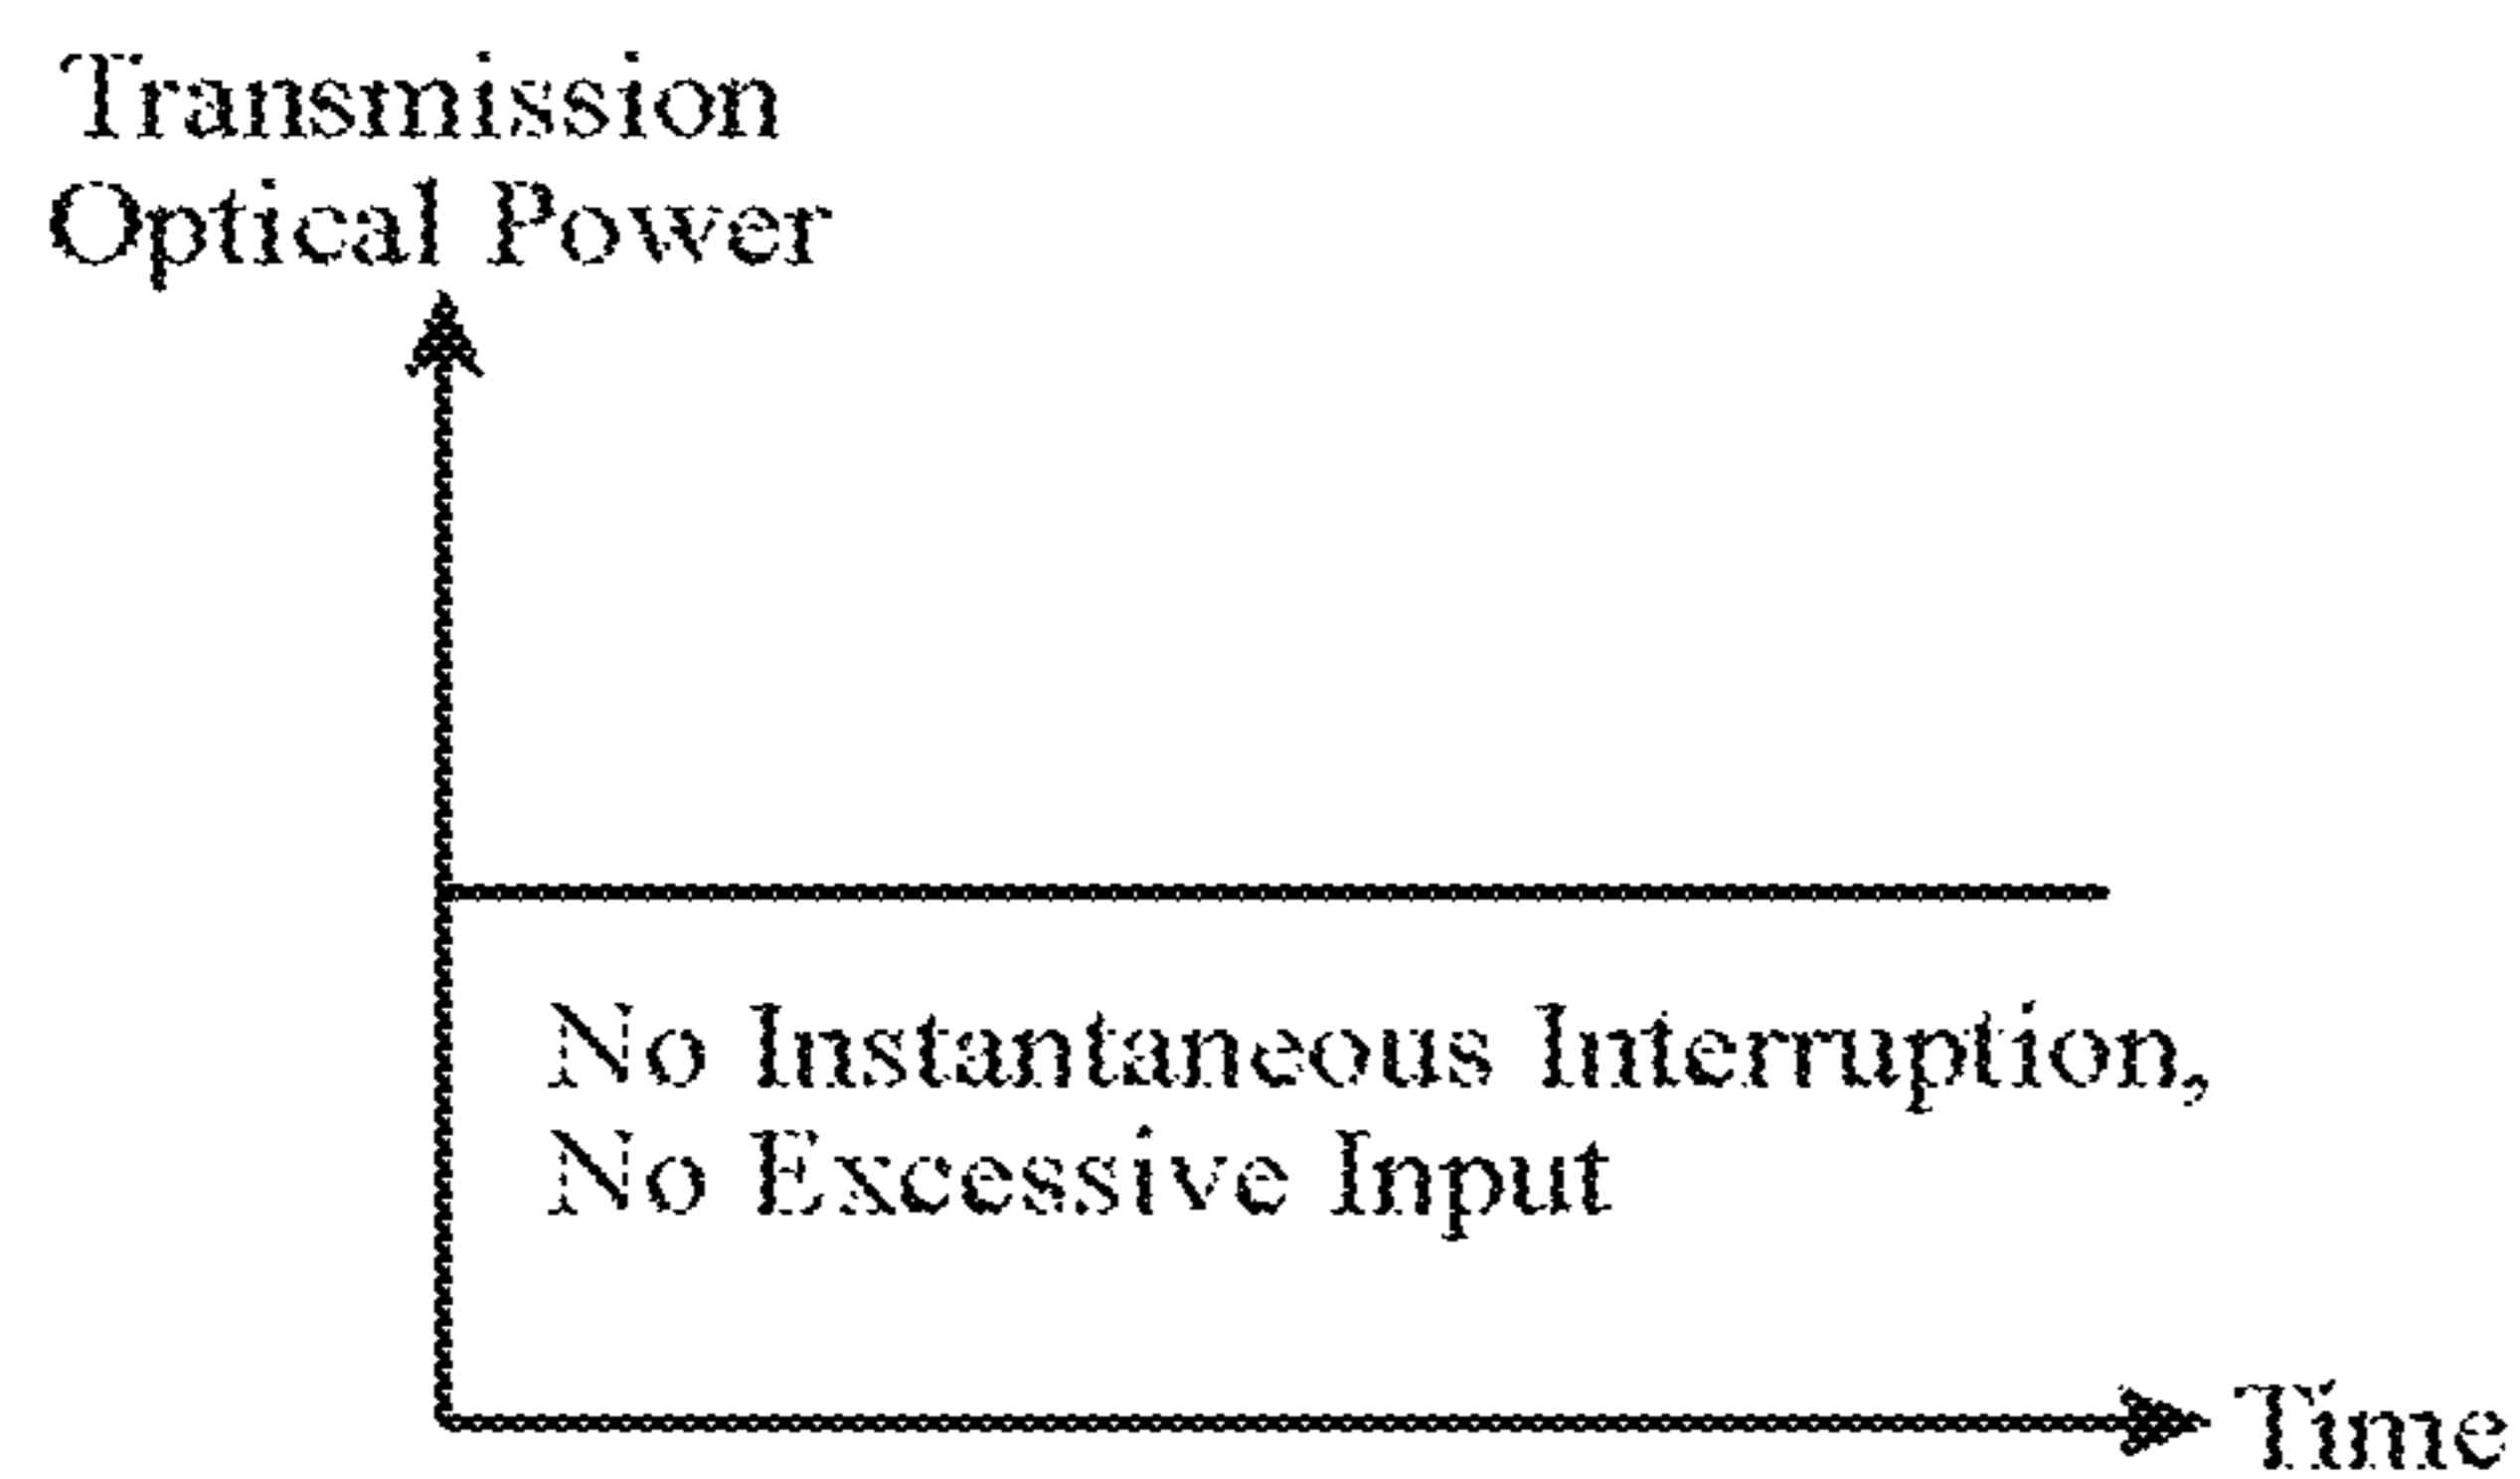 Transmission
Optical Power
No Instantaneous Interruption,
No Excessive Input
Time